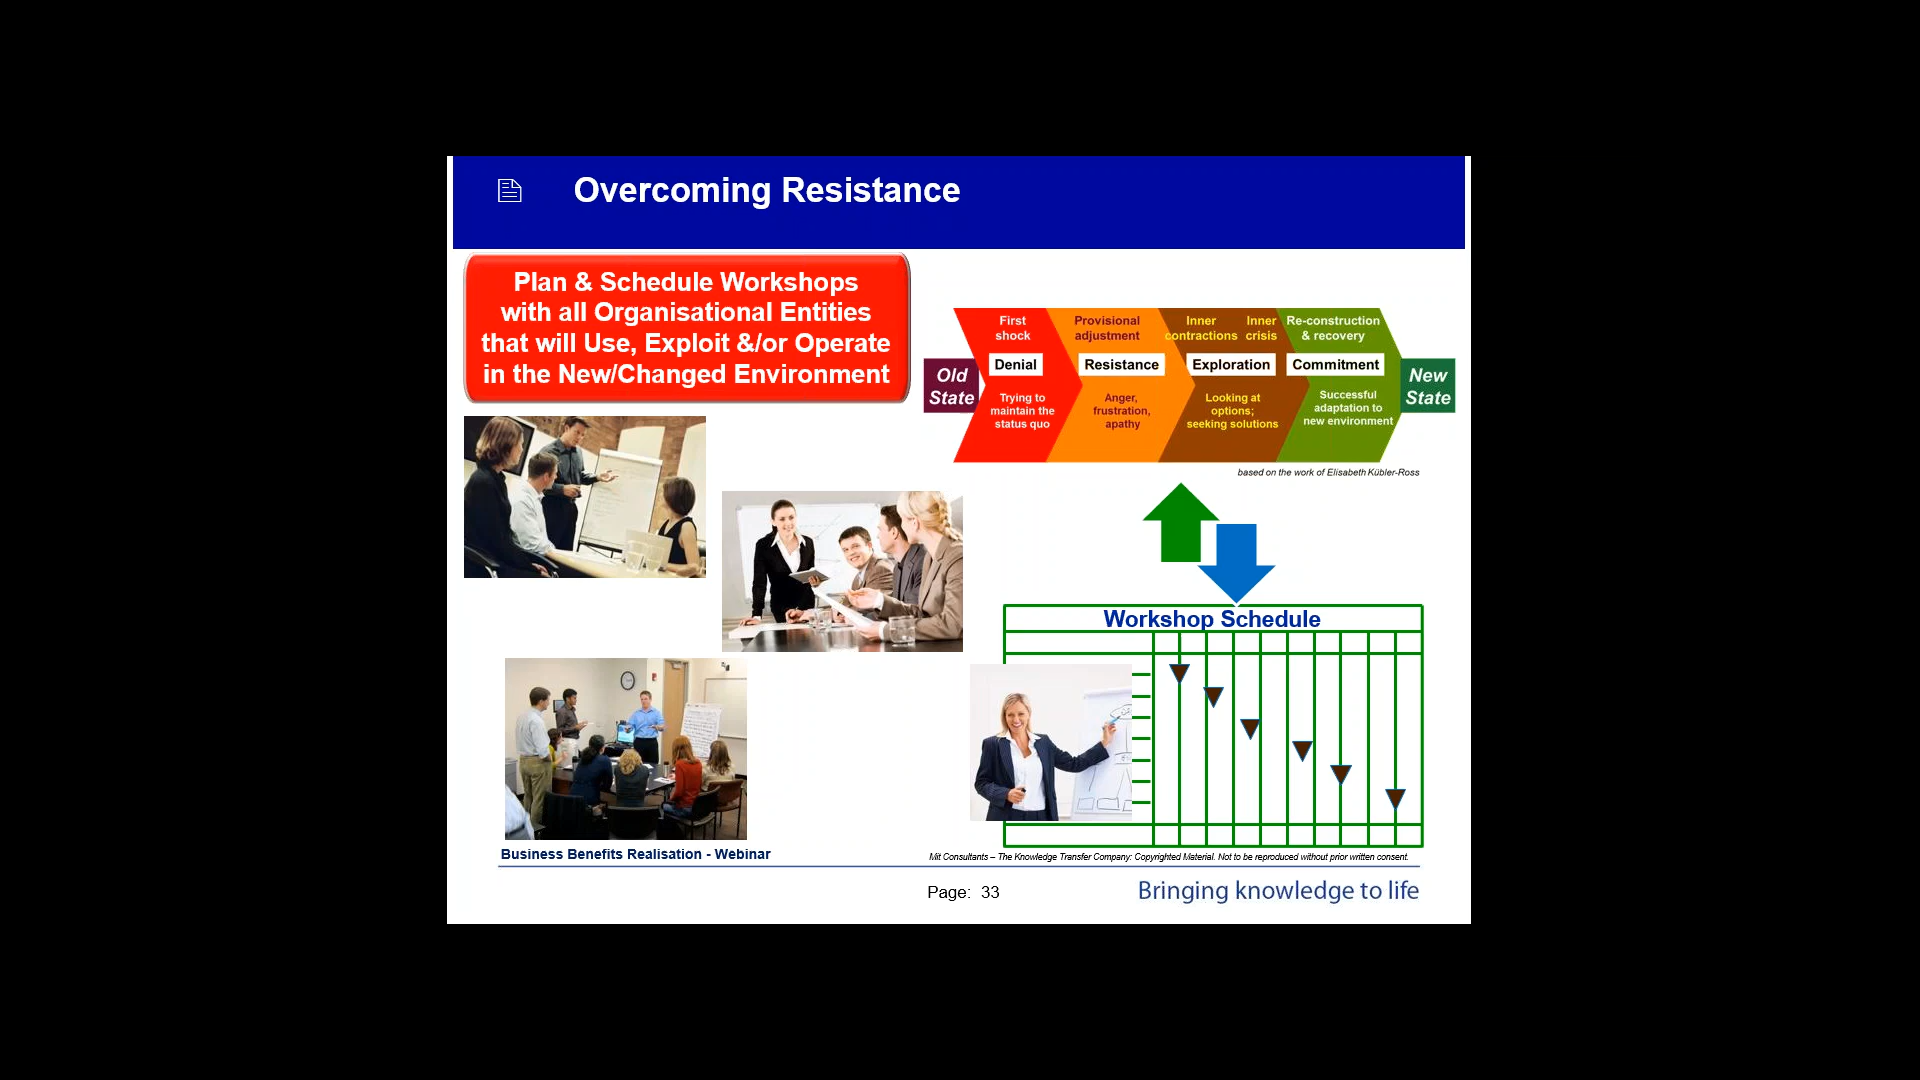 Overcoming Resistance
Plan & Schedule Workshops
with all Organisational Entities
that will Use, Exploit &/or Operate
in the New/Changed Environment
Old
State
First
shock
Denial
Trying to
maintain the
status quo
Provisional
adjustment
Resistance
Anger,
frustration,
apathy
Inner
contractions
Inner
crisis
Exploration
Looking at
options;
seeking solutions
Re-construction
& recovery
Commitment
Successful
adaptation to
new environment
New
State
based on the work of Elisabeth Kübler-Ross
Workshop Schedule
Business Benefits Realisation - Webinar
Mit Consultants – The Knowledge Transfer Company: Copyrighted Material. Not to be reproduced without prior written consent.
Page: 33
Bringing knowledge to life